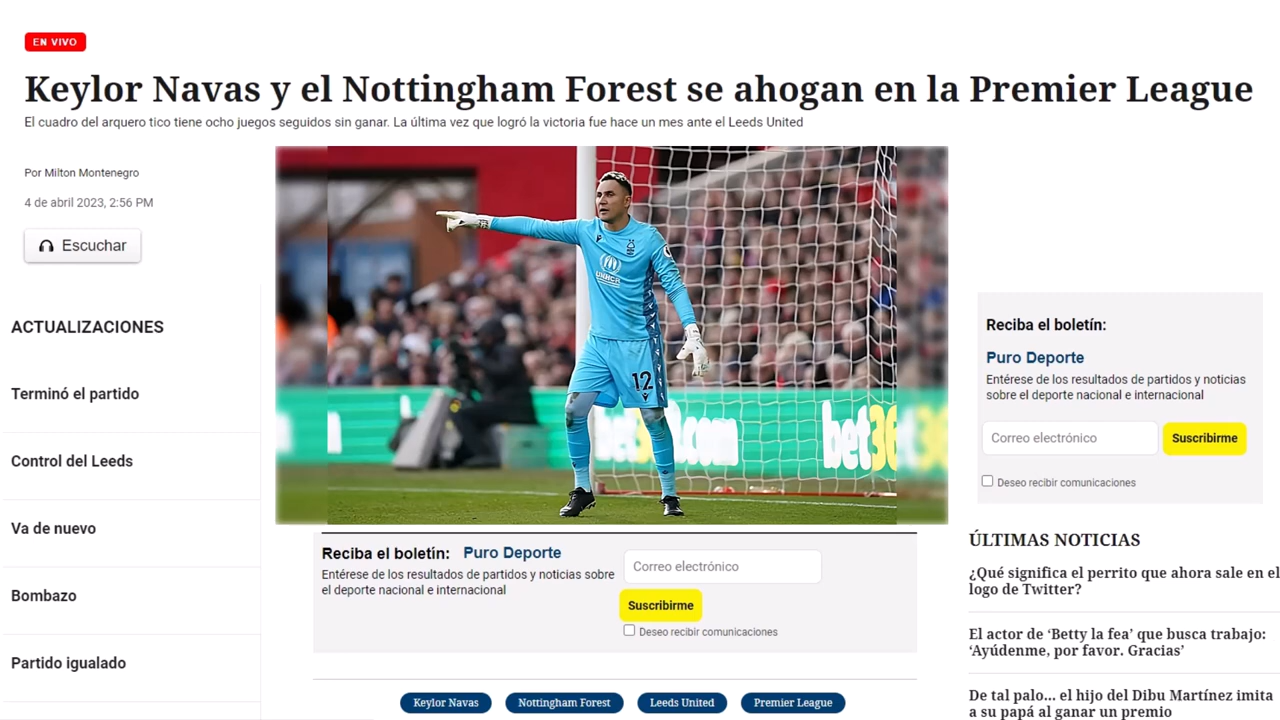 EN VIVO
Keylor Navas y el Nottingham Forest se ahogan en la Premier League
El cuadro del arquero tico tiene ocho juegos seguidos sin ganar. La última vez que logró la victoria fue hace un mes ante el Leeds United
Por Milton Montenegro
4 de abril 2023, 2:56 PM
Escuchar
ACTUALIZACIONES
Terminó el partido
Control del Leeds
Va de nuevo
Bombazo
Partido igualado
UNHCR
12
bet365.com
bet36
Reciba el boletín: Puro Deporte
Entérese de los resultados de partidos y noticias sobre
el deporte nacional e internacional
Correo electrónico
Suscribirme
Deseo recibir comunicaciones
Keylor Navas
Nottingham Forest
Leeds United
Premier League
Reciba el boletín:
Puro Deporte
Entérese de los resultados de partidos y noticias
sobre el deporte nacional e internacional
Correo electrónico
Suscribirme
Deseo recibir comunicaciones
ÚLTIMAS NOTICIAS
¿Qué significa el perrito que ahora sale en el
logo de Twitter?
El actor de ‘Betty la fea’ que busca trabajo:
‘Ayúdenme, por favor. Gracias’
De tal palo... el hijo del Dibu Martínez imita
a su papá al ganar un premio